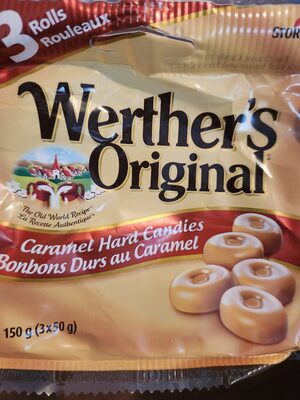 3 Rolls
Rouleaux
STOR
Werther's
Original
The Old World Recipe
La Recette Authentique
Caramel Hard Candies
Bonbons Durs au Caramel
150 g (3x50 g)